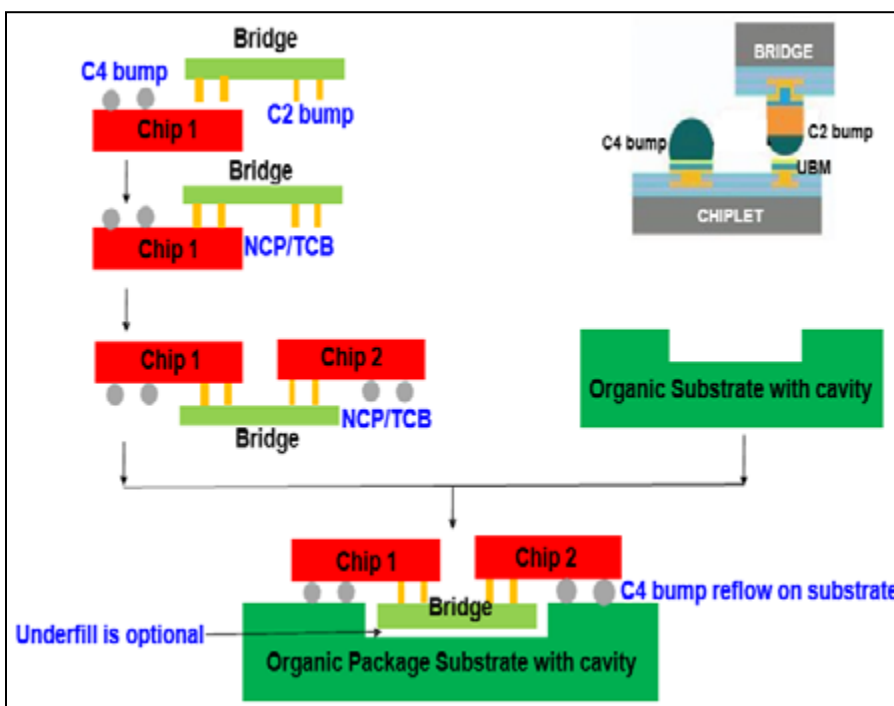 Bridge
C4 bump
C2 bump
Chip 1
Bridge
Chip 1
NCP/TCB
Chip 1
Chip 2
NCP/TCB
Bridge
BRIDGE
C4 bump
C2 bump
UBM
CHIPLET
Organic Substrate with cavity
Chip 1
Chip 2
C4 bump reflow on substrate
Bridge
Underfill is optional
Organic Package Substrate with cavity